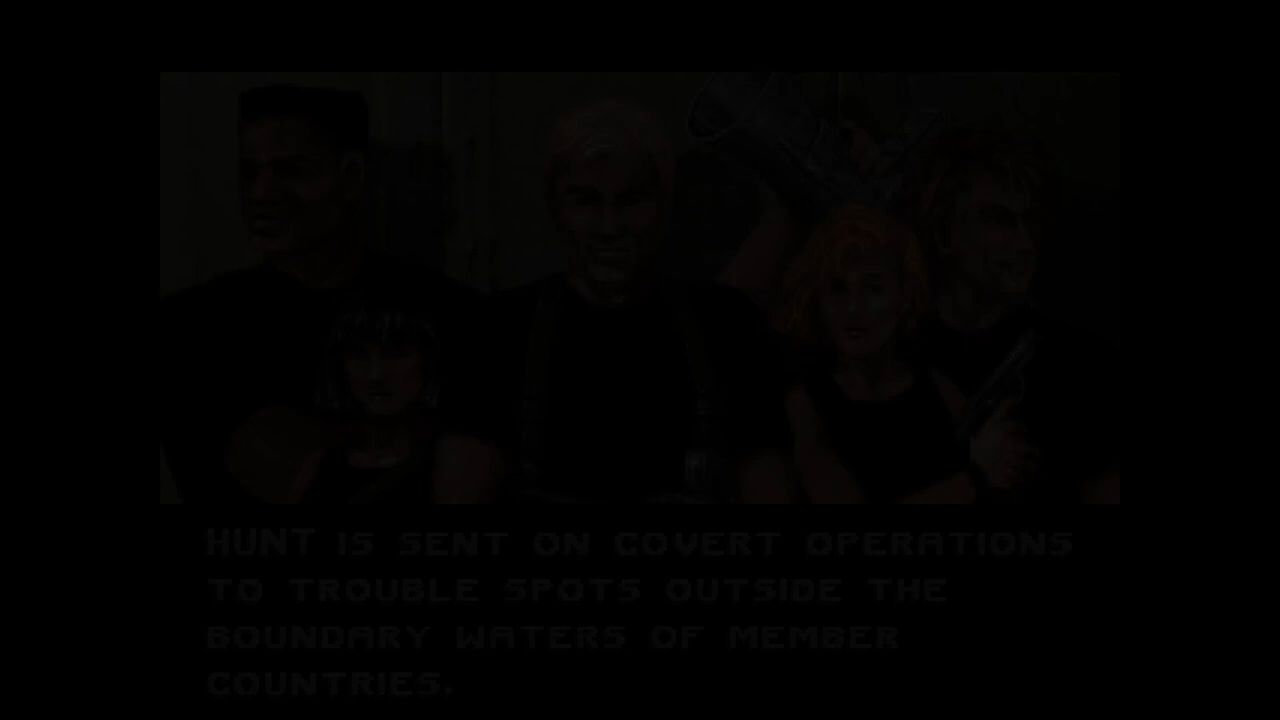 HUNT IS SENT ON COVERT OPERATIONS
TO TROUBLE SPOTS OUTSIDE THE
BOUNDARY WATERS OF MEMBER
COUNTRIES.